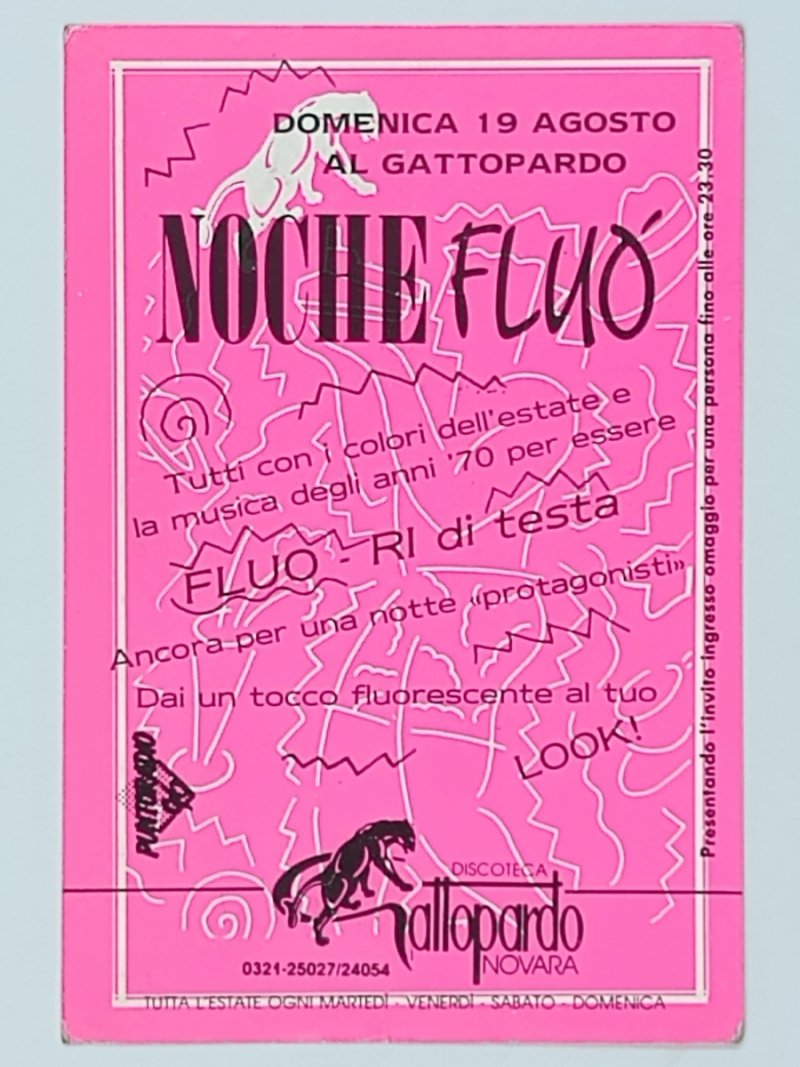 DOMENICA 19 AGOSTO
AL GATTOPARDO
NOCHE FLUÓ
Tutti con i colori dell'estate e
la musica degli anni '70 per essere
FLUO - RI di testa
Ancora per una notte «protagonisti»
Dai un tocco fluorescente al tuo
LOOK!
Presentando l'invito ingresso omaggio per una persona fino alle ore 23.30
PUNTORADIO
DISCOTECA
Gattopardo
NOVARA
0321-25027/24054
TUTTA L'ESTATE OGNI MARTEDÌ - VENERDÌ - SABATO - DOMENICA